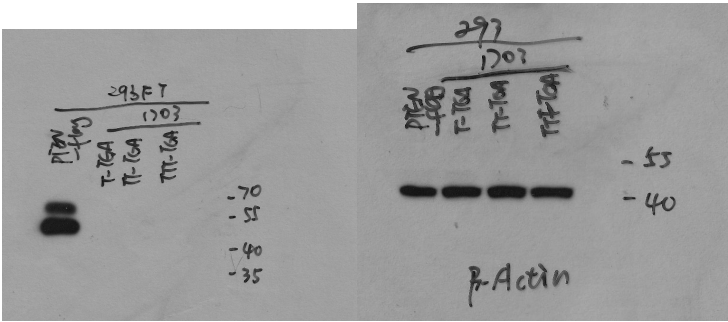 293FT
1703
PTEN
-flag
T-TGA
TT-TGA
TTT-TGA
-70
-55
-40
-35
293
1703
PTEN
T-TGA
TT-TGA
TTT-TGA
-55
-40
β-Actin